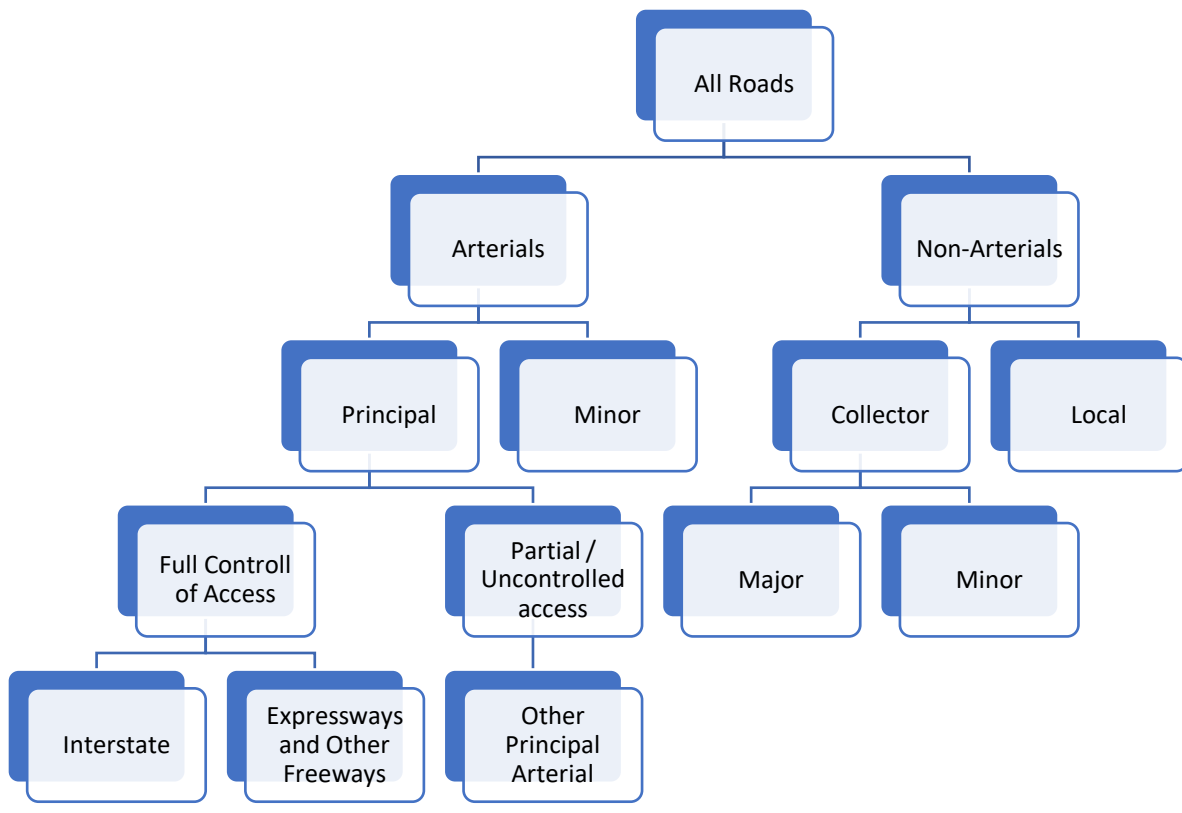 All Roads
Arterials
Non-Arterials
Principal
Minor
Collector
Local
Full Controll
of Access
Partial /
Uncontrolled
access
Major
Minor
Interstate
Expressways
and Other
Freeways
Other
Principal
Arterial